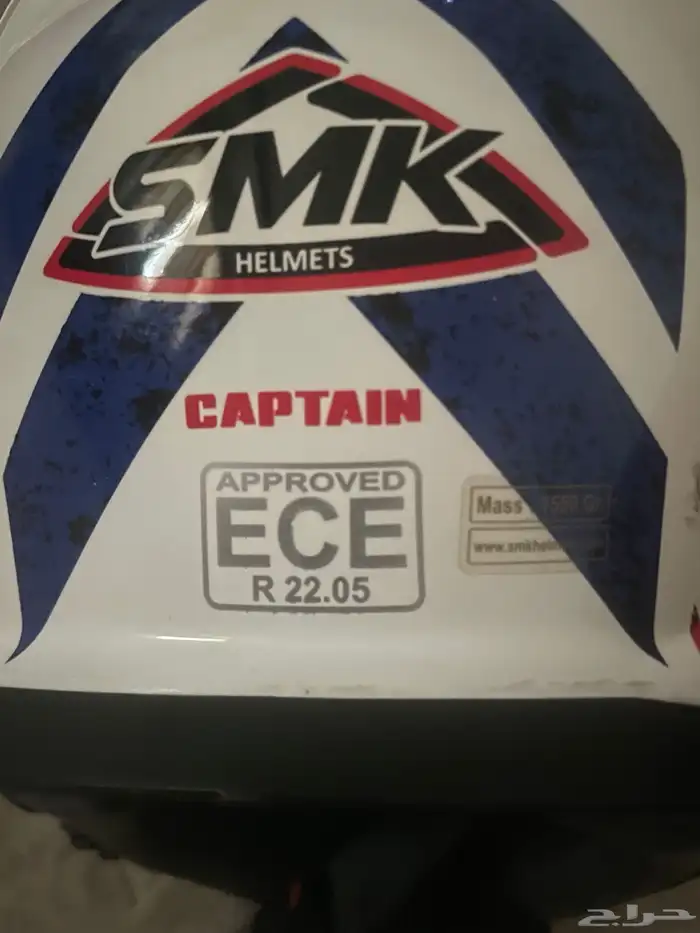 SMK
HELMETS
CAPTAIN
APPROVED
ECE
R 22.05
Mass
حراج